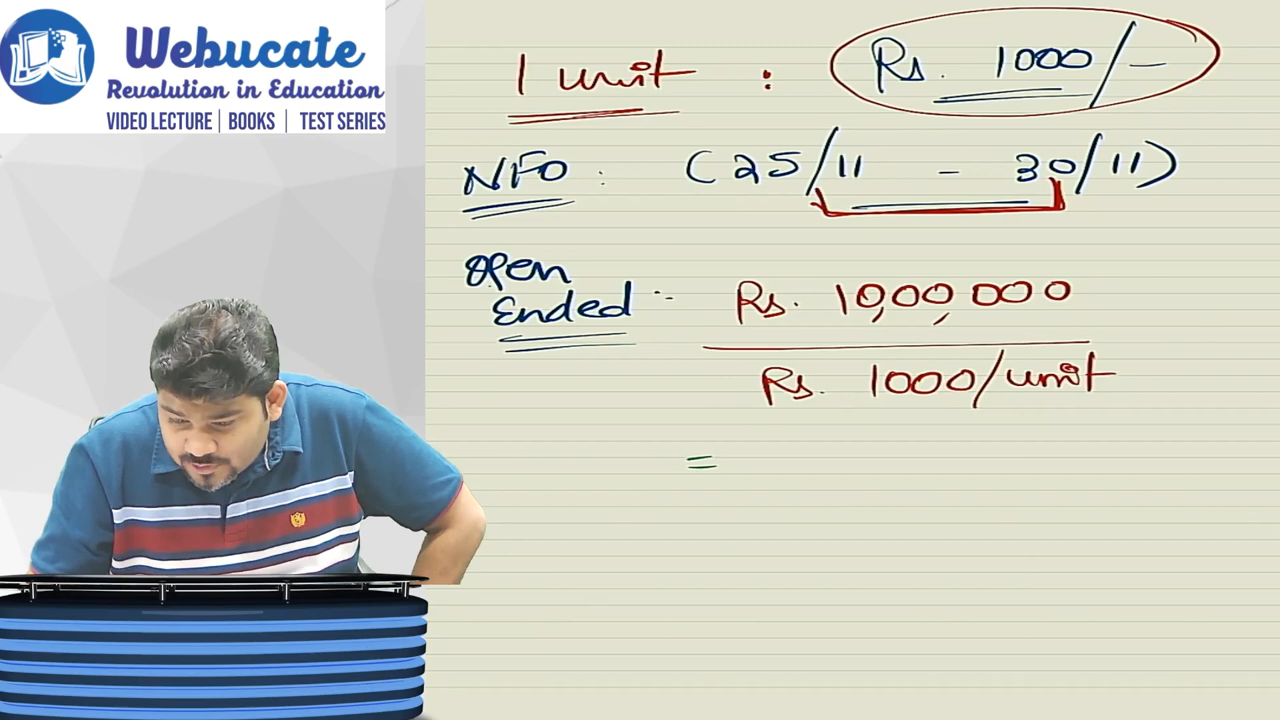 Webucate
Revolution in Education
VIDEO LECTURE | BOOKS | TEST SERIES
1 unit : Rs. 1000/-
NFO : (25/11 - 30/11)
Open
Ended :- Rs. 10,00,000
Rs. 1000/unit
=